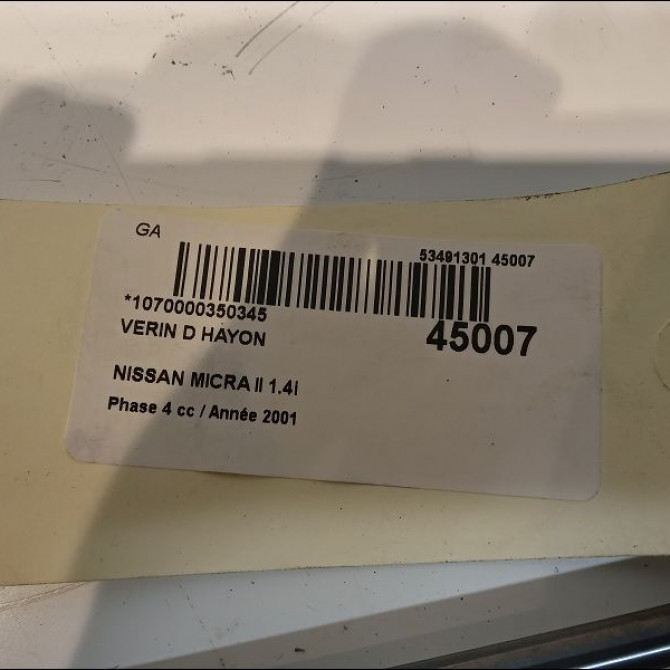 GA
53491301 45007
*1070000350345
45007
VERIN D HAYON
NISSAN MICRA II 1.4i
Phase 4 cc / Année 2001